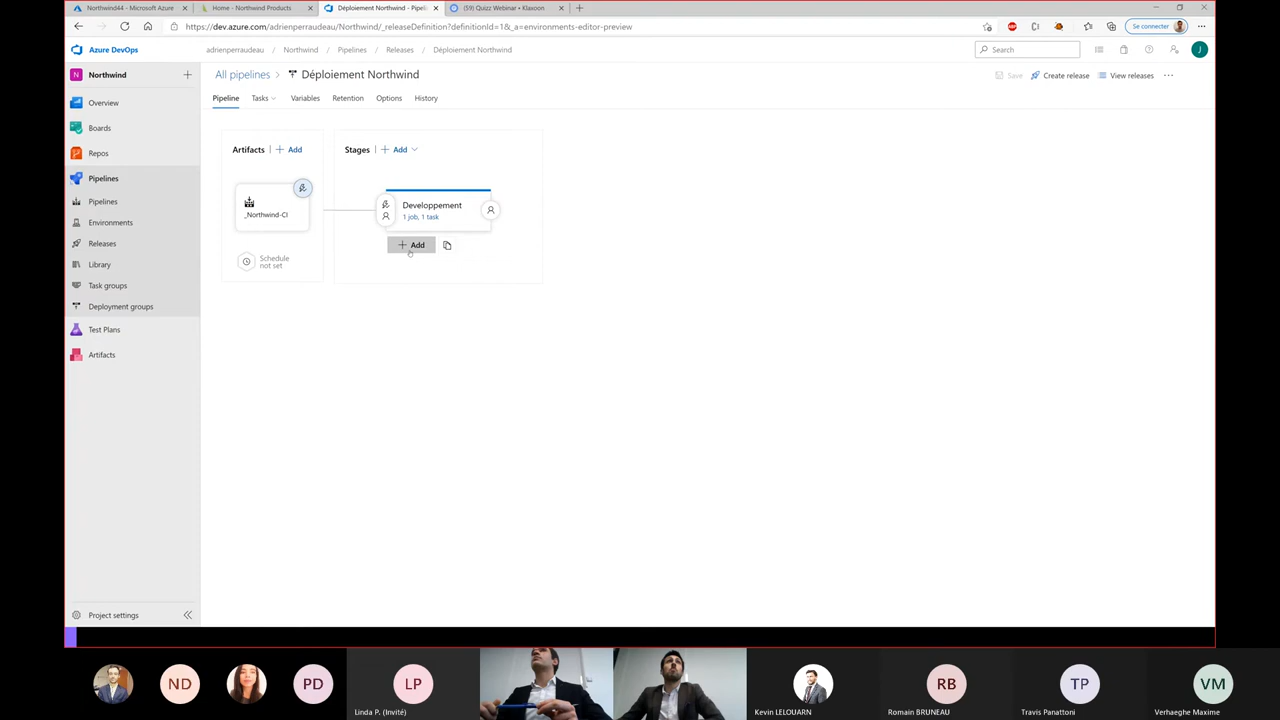 Northwind44 - Microsoft Azure
Home - Northwind Products
Déploiement Northwind - Pipeli
(59) Quizz Webinar • Klaxoon
https://dev.azure.com/adrienperraudeau/Northwind/_releaseDefinition?definitionId=1&_a=environments-editor-preview
Se connecter
Azure DevOps
adrienperraudeau / Northwind / Pipelines / Releases / Déploiement Northwind
Search
J
N Northwind
All pipelines > Déploiement Northwind
Save Create release View releases
Pipeline Tasks Variables Retention Options History
Overview
Boards
Repos
Pipelines
Pipelines
Environments
Releases
Library
Task groups
Deployment groups
Test Plans
Artifacts
Project settings
Artifacts | + Add
_Northwind-CI
Schedule
not set
Stages | + Add
Developpement
1 job, 1 task
+ Add
ND
PD
LP
Linda P. (Invité)
Kevin LELOUARN
RB
Romain BRUNEAU
TP
Travis Panattoni
VM
Verhaeghe Maxime